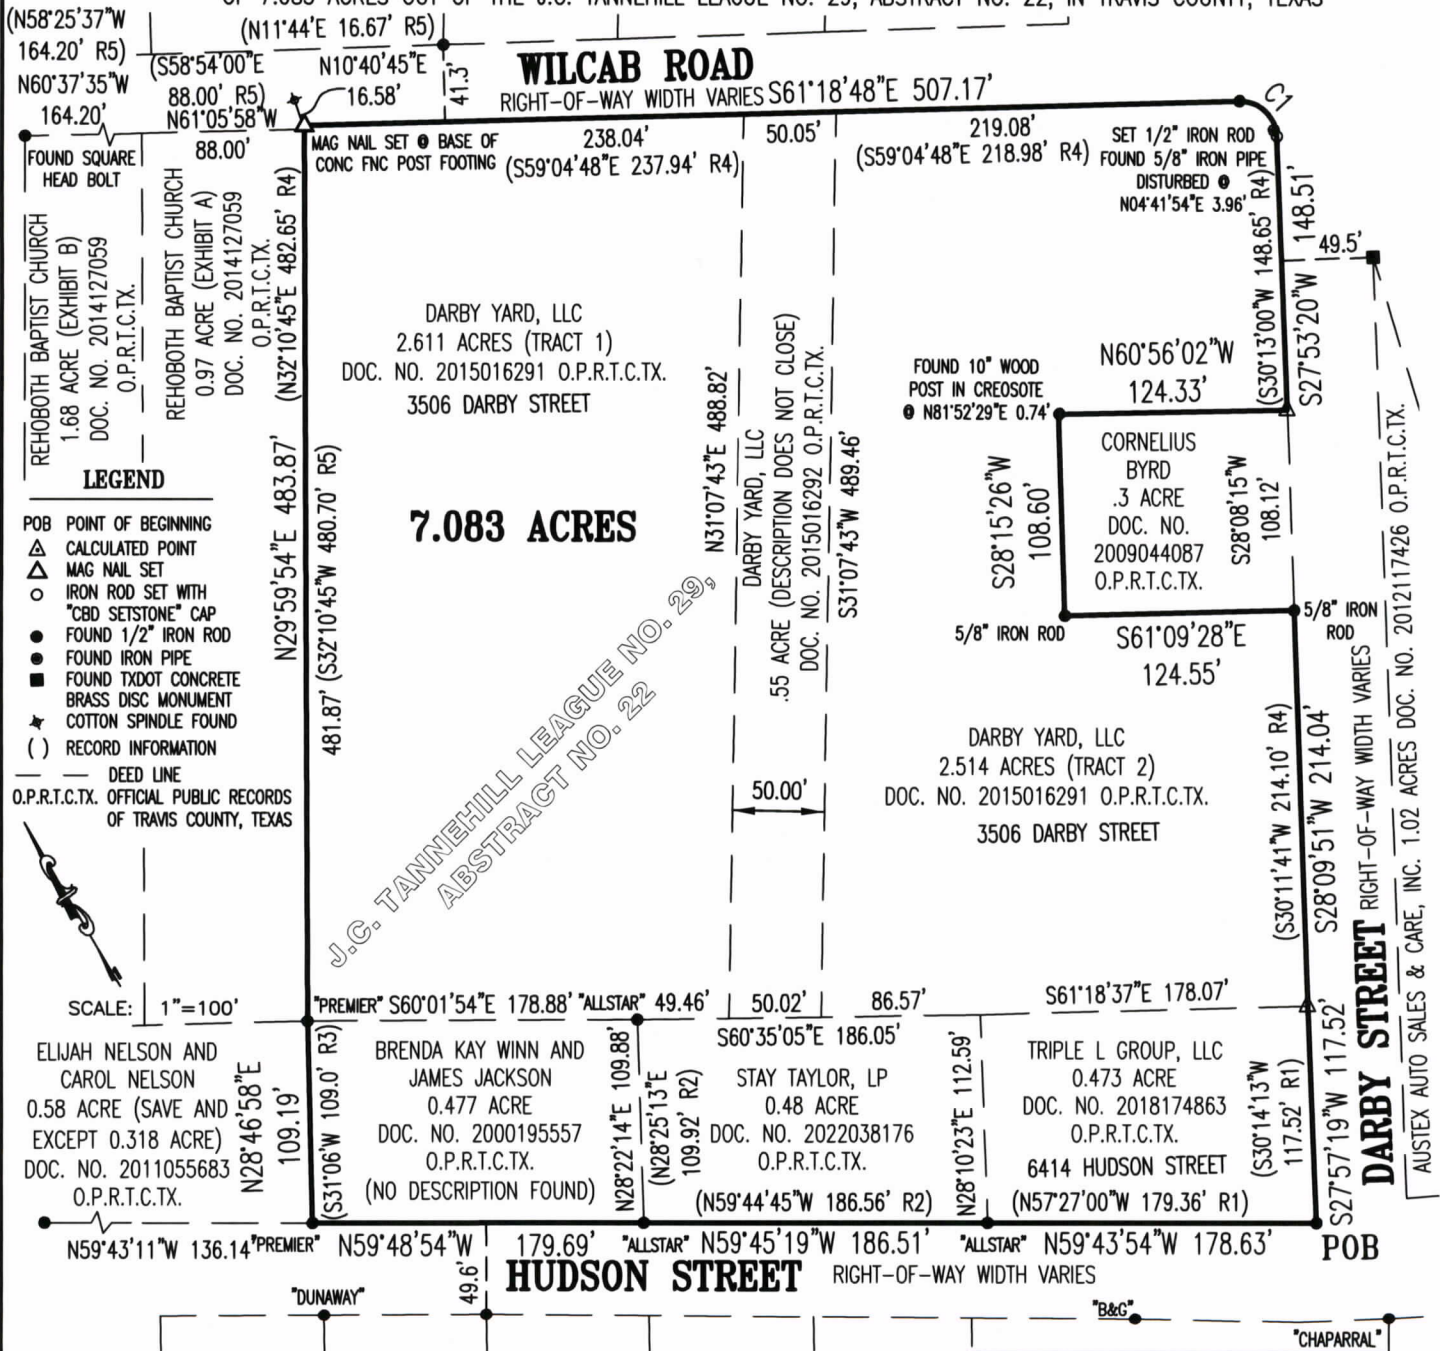 OF 7.083 ACRES OUT OF THE J.C. TANNEHILL LEAGUE NO. 29, ABSTRACT NO. 22, IN TRAVIS COUNTY, TEXAS
(N58°25'37"W
164.20' R5)
N60°37'35"W
164.20'
(N11°44'E 16.67' R5)
(S58°54'00"E
88.00' R5)
N61°05'58"W
88.00'
N10°40'45"E
16.58'
41.3'
WILCAB ROAD
RIGHT-OF-WAY WIDTH VARIES
S61°18'48"E 507.17'
C1
FOUND SQUARE
HEAD BOLT
MAG NAIL SET @ BASE OF
CONC FNC POST FOOTING
238.04'
(S59°04'48"E 237.94' R4)
50.05'
219.08'
(S59°04'48"E 218.98' R4)
SET 1/2" IRON ROD
FOUND 5/8" IRON PIPE
DISTURBED @
N04°41'54"E 3.96'
REHOBOTH BAPTIST CHURCH
1.68 ACRE (EXHIBIT B)
DOC. NO. 2014127059
O.P.R.T.C.TX.
REHOBOTH BAPTIST CHURCH
0.97 ACRE (EXHIBIT A)
DOC. NO. 2014127059
O.P.R.T.C.TX.
(N32°10'45"E 482.65' R4)
N29°59'54"E 483.87'
481.87' (S32°10'45"W 480.70' R5)
DARBY YARD, LLC
2.611 ACRES (TRACT 1)
DOC. NO. 2015016291 O.P.R.T.C.TX.
3506 DARBY STREET
7.083 ACRES
J.C. TANNEHILL LEAGUE NO. 29,
ABSTRACT NO. 22
N31°07'43"E 488.82'
DARBY YARD, LLC
.55 ACRE (DESCRIPTION DOES NOT CLOSE)
DOC. NO. 2015016292 O.P.R.T.C.TX.
S31°07'43"W 489.46'
50.00'
(S30°13'00"W 148.65' R4)
S27°53'20"W 148.51'
49.5'
FOUND 10" WOOD
POST IN CREOSOTE
@ N81°52'29"E 0.74'
N60°56'02"W
124.33'
S28°15'26"W
108.60'
CORNELIUS
BYRD
.3 ACRE
DOC. NO.
2009044087
O.P.R.T.C.TX.
S28°08'15"W
108.12'
5/8" IRON ROD
S61°09'28"E
124.55'
5/8" IRON
ROD
DARBY YARD, LLC
2.514 ACRES (TRACT 2)
DOC. NO. 2015016291 O.P.R.T.C.TX.
3506 DARBY STREET
(S30°11'41"W 214.10' R4)
S28°09'51"W 214.04'
DARBY STREET RIGHT-OF-WAY WIDTH VARIES
AUSTEX AUTO SALES & CARE, INC. 1.02 ACRES DOC. NO. 2012117426 O.P.R.T.C.TX.
LEGEND
POB POINT OF BEGINNING
CALCULATED POINT
MAG NAIL SET
IRON ROD SET WITH
"CBD SETSTONE" CAP
FOUND 1/2" IRON ROD
FOUND IRON PIPE
FOUND TXDOT CONCRETE
BRASS DISC MONUMENT
COTTON SPINDLE FOUND
( ) RECORD INFORMATION
DEED LINE
O.P.R.T.C.TX. OFFICIAL PUBLIC RECORDS
OF TRAVIS COUNTY, TEXAS
SCALE: 1"=100'
"PREMIER" S60°01'54"E 178.88' "ALLSTAR" 49.46' 50.02' 86.57'
S60°35'05"E 186.05'
S61°18'37"E 178.07'
ELIJAH NELSON AND
CAROL NELSON
0.58 ACRE (SAVE AND
EXCEPT 0.318 ACRE)
DOC. NO. 2011055683
O.P.R.T.C.TX.
N28°46'58"E
109.19'
(S31°06'W 109.0' R3)
BRENDA KAY WINN AND
JAMES JACKSON
0.477 ACRE
DOC. NO. 2000195557
O.P.R.T.C.TX.
(NO DESCRIPTION FOUND)
N28°22'14"E 109.88'
(N28°25'13"E
109.92' R2)
STAY TAYLOR, LP
0.48 ACRE
DOC. NO. 2022038176
O.P.R.T.C.TX.
(N59°44'45"W 186.56' R2)
N28°10'23"E 112.59'
TRIPLE L GROUP, LLC
0.473 ACRE
DOC. NO. 2018174863
O.P.R.T.C.TX.
6414 HUDSON STREET
(N57°27'00"W 179.36' R1)
(S30°14'13"W
117.52' R1)
S27°57'19"W 117.52'
N59°43'11"W 136.14' "PREMIER" N59°48'54"W 179.69' "ALLSTAR" N59°45'19"W 186.51' "ALLSTAR" N59°43'54"W 178.63' POB
49.6'
HUDSON STREET RIGHT-OF-WAY WIDTH VARIES
"DUNAWAY"
"B&G"
"CHAPARRAL"